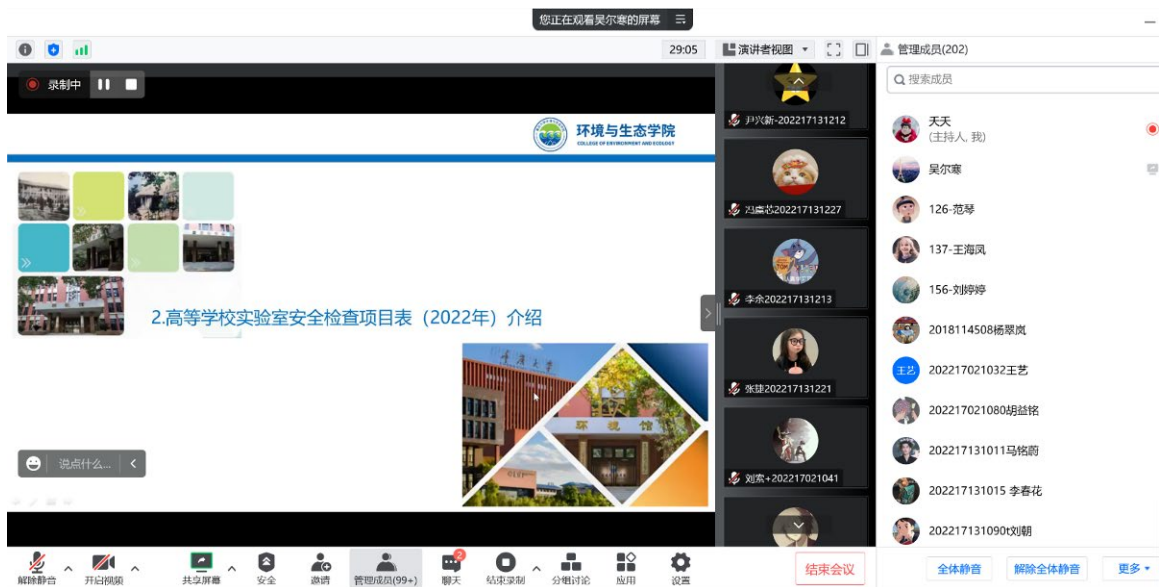 您正在观看吴尔寒的屏幕
29:05
演讲者视图
管理成员(202)
录制中
搜索成员
环境与生态学院
COLLEGE OF ENVIRONMENT AND ECOLOGY
2.高等学校实验室安全检查项目表（2022年）介绍
重庆大学
环境馆
说点什么...
尹兴新-202217131212
冯虞芯202217131227
李余202217131213
张婕202217131221
刘索+202217021041
天天
(主持人, 我)
吴尔寒
126-范琴
137-王海凤
156-刘婷婷
2018114508杨翠岚
王艺
202217021032王艺
202217021080胡益铭
202217131011马铭蔚
202217131015 李春花
202217131090t刘朝
解除静音
开启视频
共享屏幕
安全
邀请
管理成员(99+)
2
聊天
结束录制
分组讨论
应用
设置
结束会议
全体静音
解除全体静音
更多